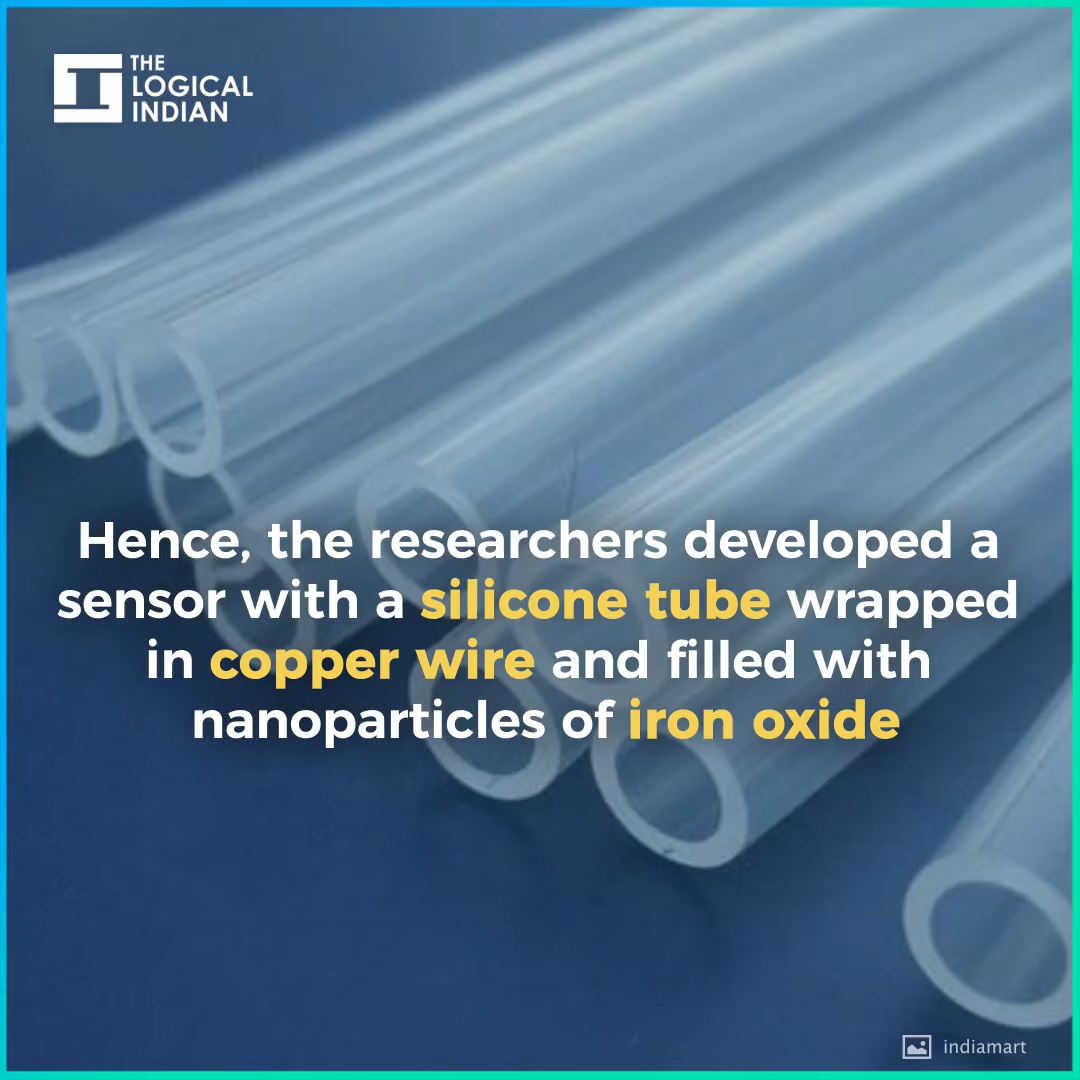 THE
LOGICAL
INDIAN
Hence, the researchers developed a
sensor with a silicone tube wrapped
in copper wire and filled with
nanoparticles of iron oxide
indiamart